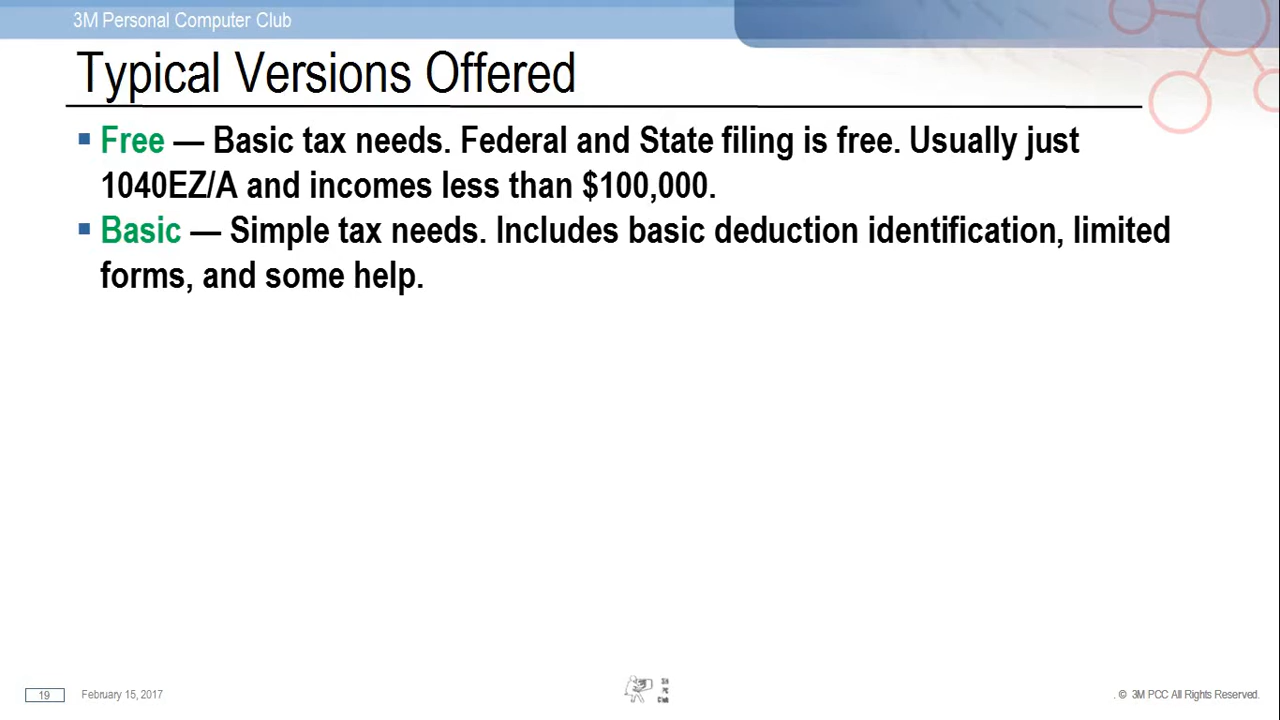 3M Personal Computer Club
Typical Versions Offered
▪ Free — Basic tax needs. Federal and State filing is free. Usually just
1040EZ/A and incomes less than $100,000.
▪ Basic — Simple tax needs. Includes basic deduction identification, limited
forms, and some help.
19 February 15, 2017
. © 3M PCC All Rights Reserved.